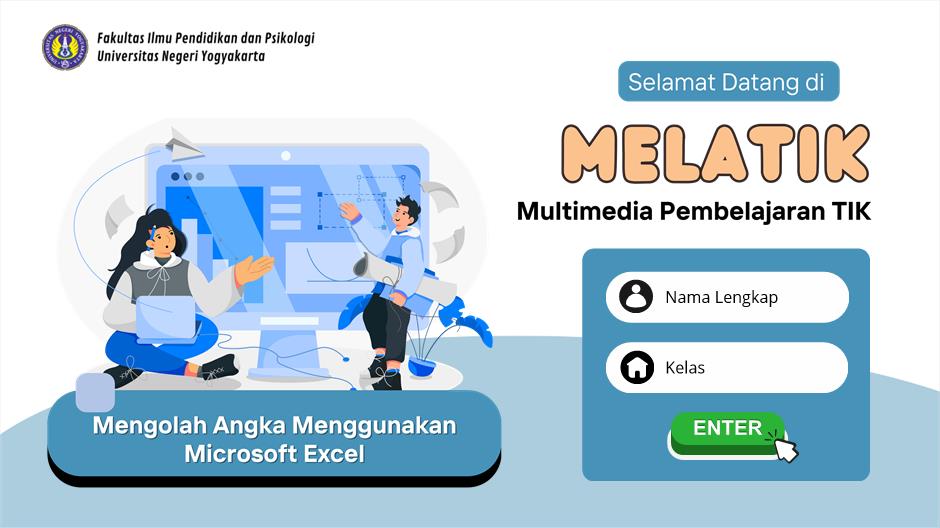 Fakultas Ilmu Pendidikan dan Psikologi
Universitas Negeri Yogyakarta
Selamat Datang di
MELATIK
Multimedia Pembelajaran TIK
Nama Lengkap
Kelas
ENTER
Mengolah Angka Menggunakan
Microsoft Excel